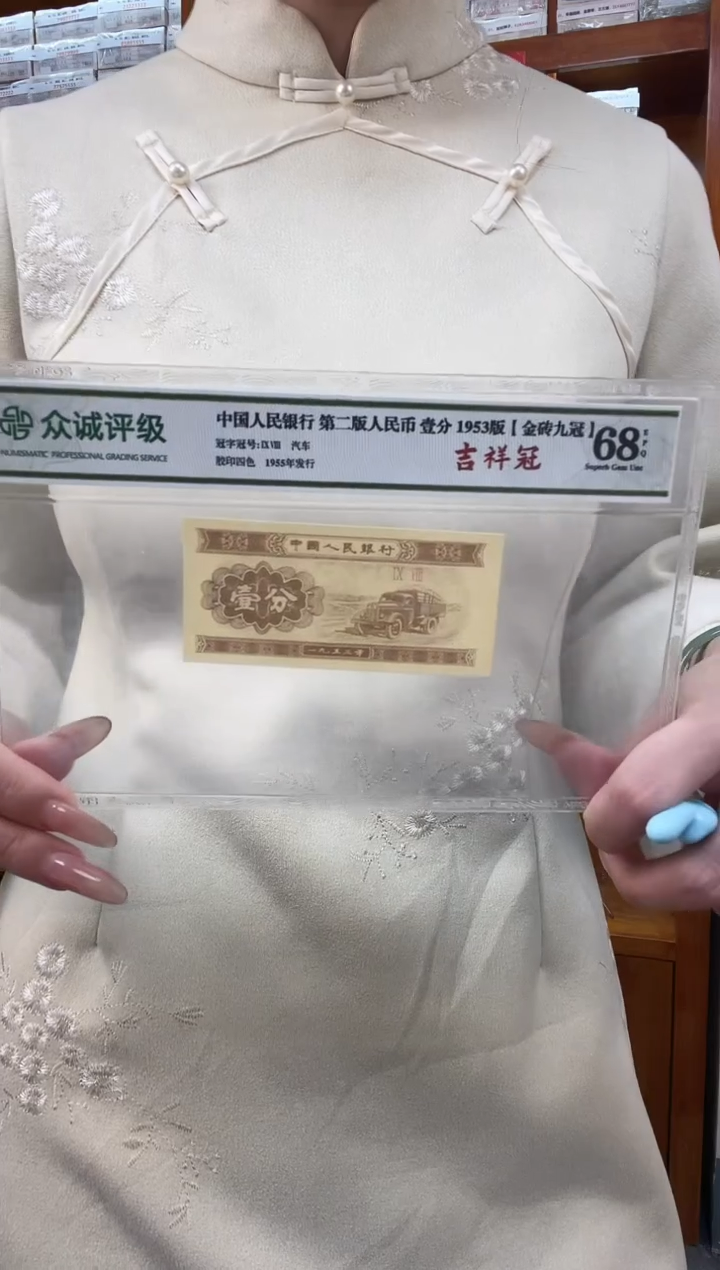 众诚评级
NUMISMATIC PROFESSIONAL GRADING SERVICE
中国人民银行 第二版人民币 壹分 1953版【金砖九冠】
冠字冠号:IX VIII 汽车
胶印四色 1955年发行
吉祥冠
68
EPQ
Superb Gem Unc
中國人民銀行
IX VIII
壹分
一九五三年